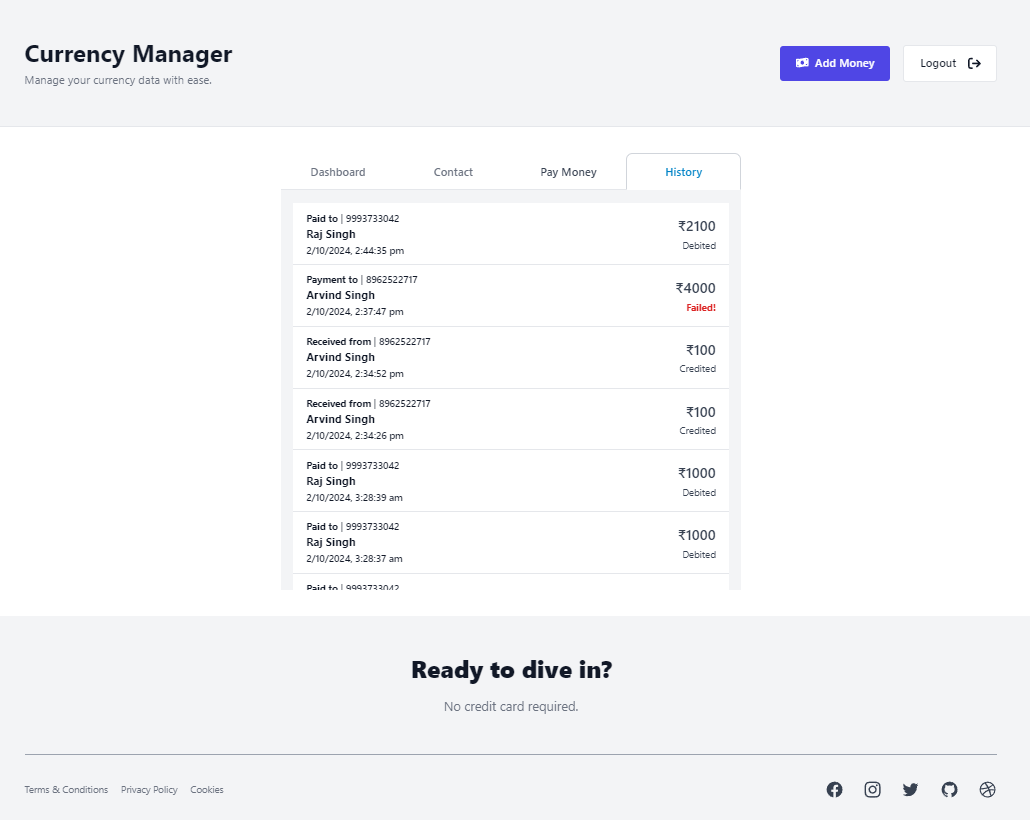 Currency Manager
Manage your currency data with ease.
Add Money
Logout
Dashboard
Contact
Pay Money
History
Paid to | 9993733042
Raj Singh
2/10/2024, 2:44:35 pm
₹2100
Debited
Payment to | 8962522717
Arvind Singh
2/10/2024, 2:37:47 pm
₹4000
Failed!
Received from | 8962522717
Arvind Singh
2/10/2024, 2:34:52 pm
₹100
Credited
Received from | 8962522717
Arvind Singh
2/10/2024, 2:34:26 pm
₹100
Credited
Paid to | 9993733042
Raj Singh
2/10/2024, 3:28:39 am
₹1000
Debited
Paid to | 9993733042
Raj Singh
2/10/2024, 3:28:37 am
₹1000
Debited
Paid to | 9993733042
Ready to dive in?
No credit card required.
Terms & Conditions
Privacy Policy
Cookies